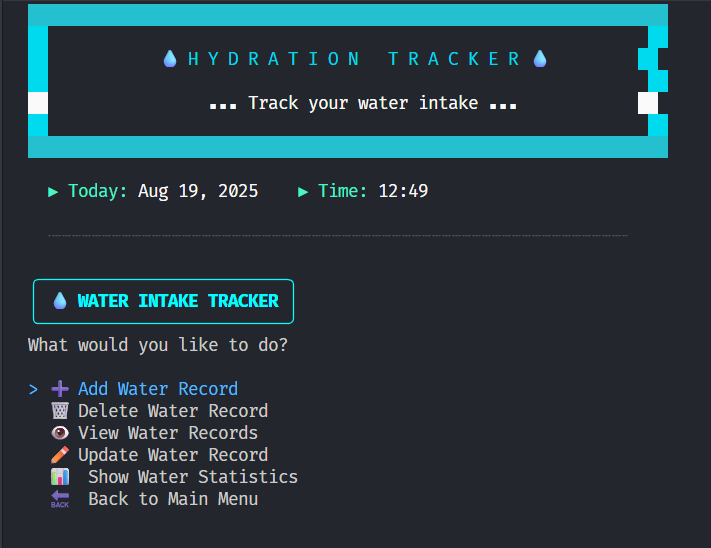 💧 H Y D R A T I O N   T R A C K E R 💧
▪▪▪ Track your water intake ▪▪▪
► Today: Aug 19, 2025    ► Time: 12:49
💧 WATER INTAKE TRACKER
What would you like to do?
> ➕ Add Water Record
🗑️ Delete Water Record
👁️ View Water Records
✏️ Update Water Record
📊 Show Water Statistics
🔙 Back to Main Menu